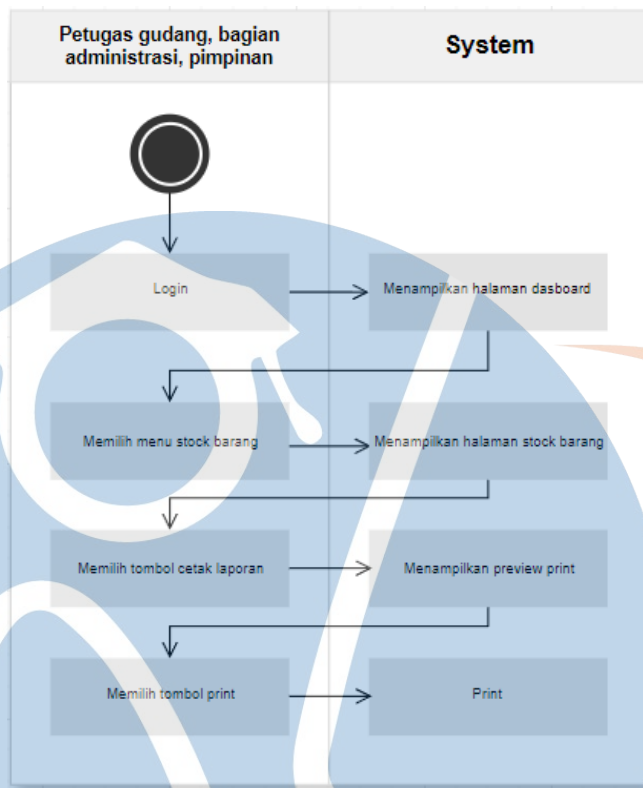 Petugas gudang, bagian
administrasi, pimpinan
System
Login
Menampilkan halaman dasboard
Memilih menu stock barang
Menampilkan halaman stock barang
Memilih tombol cetak laporan
Menampilkan preview print
Memilih tombol print
Print